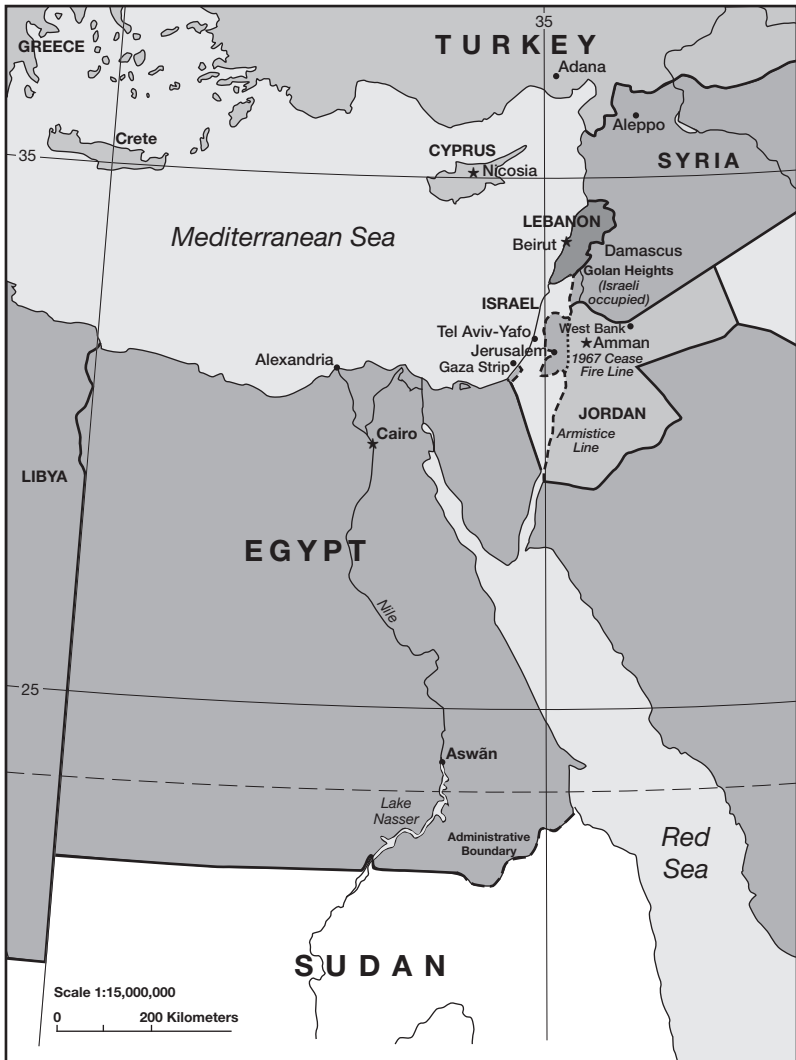 35
TURKEY
GREECE
Adana
Aleppo
Crete
CYPRUS
35
Nicosia
SYRIA
LEBANON
Mediterranean Sea
Beirut
Damascus
Golan Heights
(Israeli
occupied)
ISRAEL
Tel Aviv-Yafo
West Bank
Amman
Jerusalem
Alexandria
Gaza Strip
1967 Cease
Fire Line
JORDAN
Cairo
Armistice
Line
LIBYA
EGYPT
Nile
25
Aswān
Lake
Nasser
Administrative
Boundary
Red
Sea
SUDAN
Scale 1:15,000,000
0
200 Kilometers